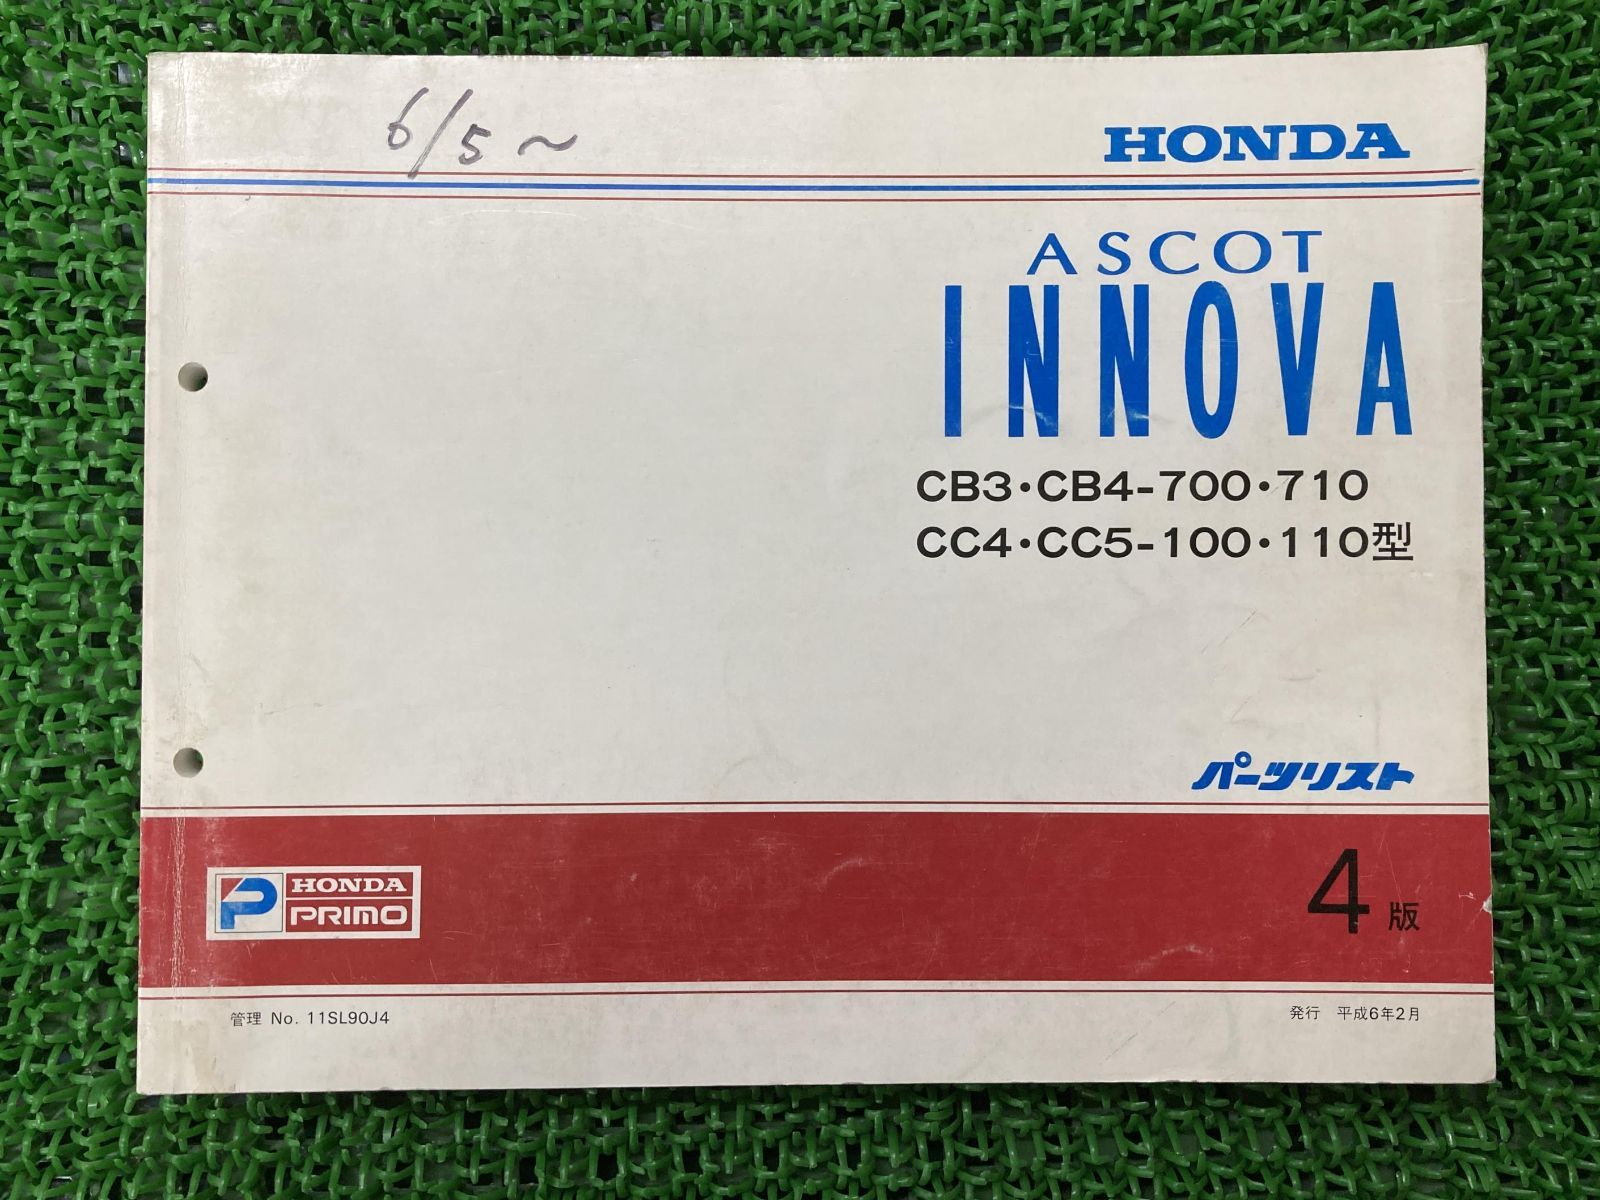 6/5~
HONDA
ASCOT
INNOVA
CB3・CB4-700・710
CC4・CC5-100・110型
パーツリスト
4版
P HONDA
PRIMO
管理 No. 11SL90J4
発行 平成6年2月